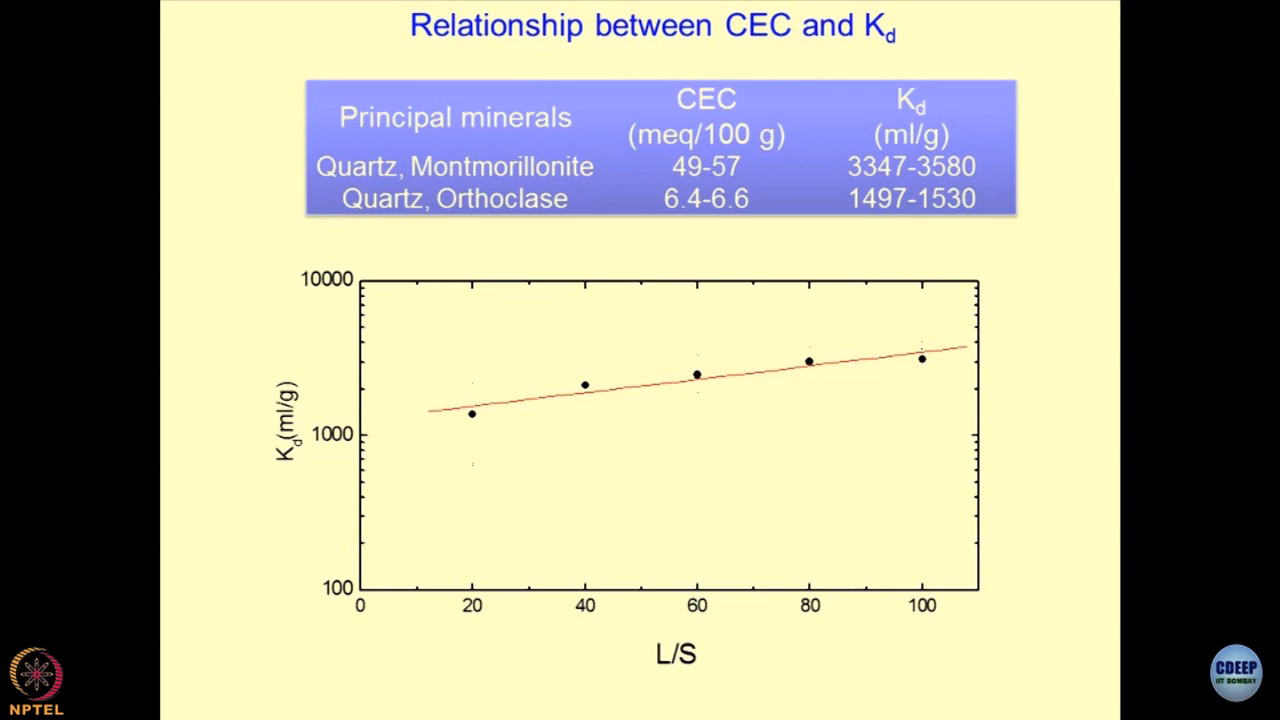 Relationship between CEC and Kd
Principal minerals
CEC
(meq/100 g)
Kd
(ml/g)
Quartz, Montmorillonite 49-57 3347-3580
Quartz, Orthoclase 6.4-6.6 1497-1530
10000
1000
100
Kd(ml/g)
0 20 40 60 80 100
L/S
NPTEL
CDEEP
IIT BOMBAY